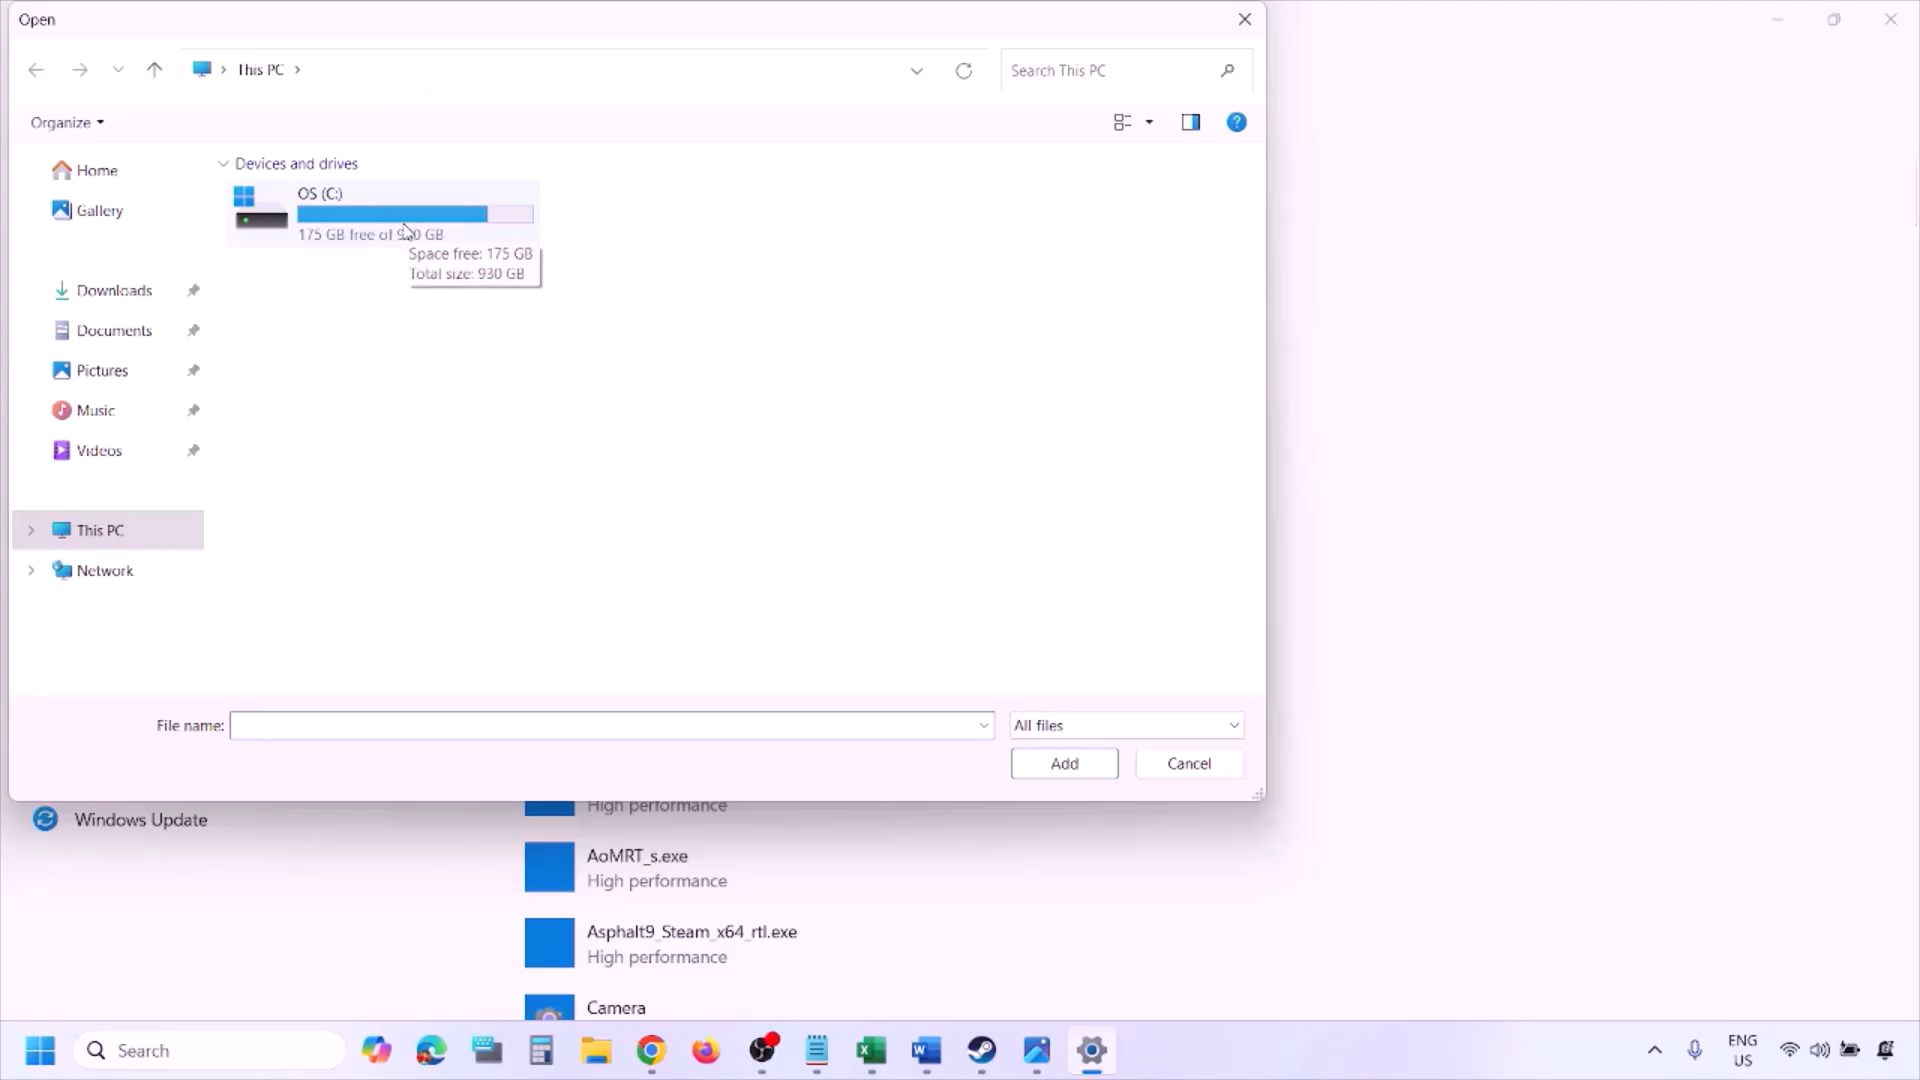 Open
This PC
Search This PC
Organize
Home
Gallery
Downloads
Documents
Pictures
Music
Videos
This PC
Network
Devices and drives
OS (C:)
175 GB free of 930 GB
Space free: 175 GB
Total size: 930 GB
File name:
All files
Add
Cancel
Windows Update
High performance
AoMRT_s.exe
High performance
Asphalt9_Steam_x64_rtl.exe
High performance
Camera
Search
ENG
US